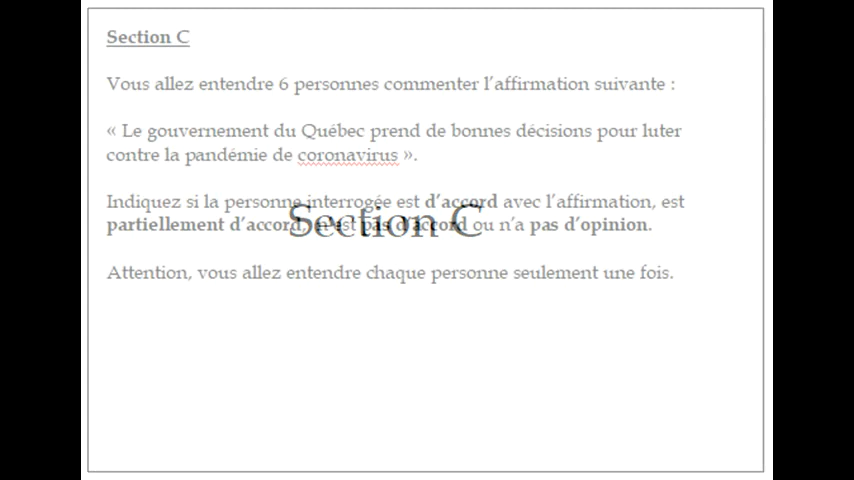 Section C
Vous allez entendre 6 personnes commenter l'affirmation suivante :
« Le gouvernement du Québec prend de bonnes décisions pour luter
contre la pandémie de coronavirus ».
Indiquez si la personne interrogée est d'accord avec l'affirmation, est
Section C
partiellement d'accord, n'est pas d'accord ou n'a pas d'opinion.
Attention, vous allez entendre chaque personne seulement une fois.